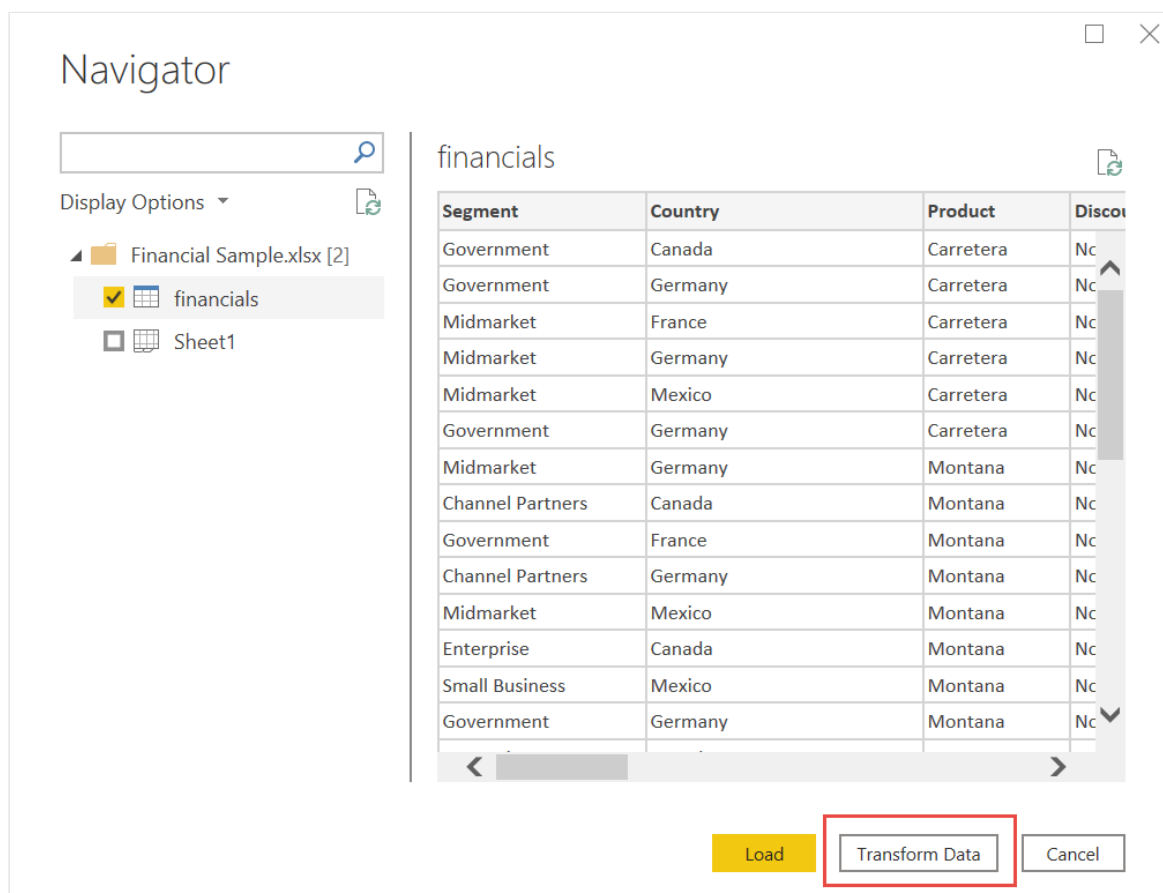 Navigator
Display Options
Financial Sample.xlsx [2]
financials
Sheet1
financials
Segment Country Product
Government Canada Carretera
Government Germany Carretera
Midmarket France Carretera
Midmarket Germany Carretera
Midmarket Mexico Carretera
Government Germany Carretera
Midmarket Germany Montana
Channel Partners Canada Montana
Government France Montana
Channel Partners Germany Montana
Midmarket Mexico Montana
Enterprise Canada Montana
Small Business Mexico Montana
Government Germany Montana
Load Transform Data Cancel